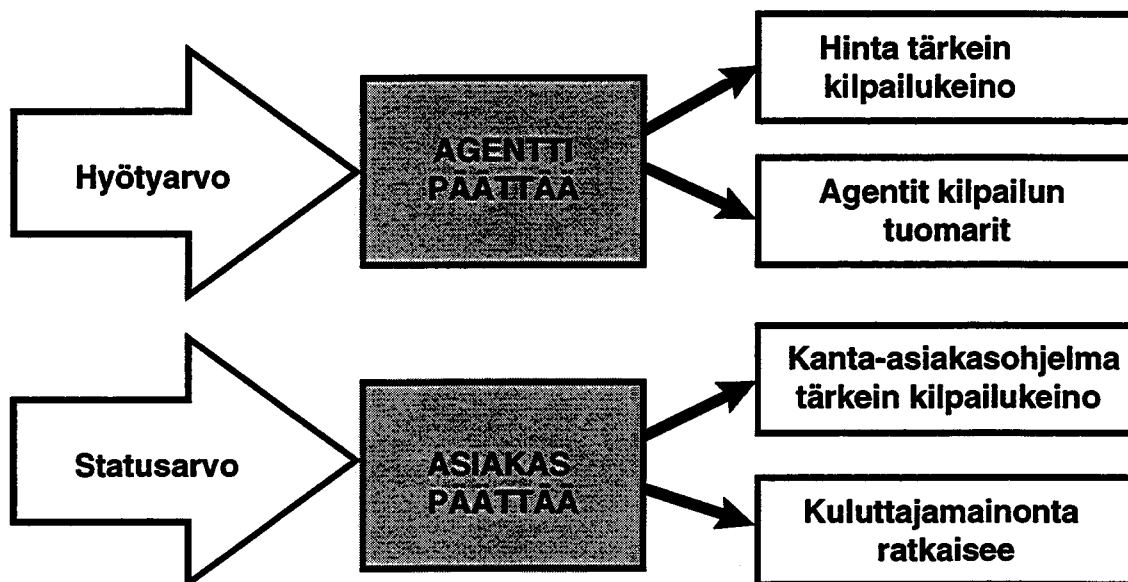 Hyötyarvo
AGENTTI
PÄÄTTÄÄ
Hinta tärkein
kilpailukeino
Agentit kilpailun
tuomarit
Statusarvo
ASIAKAS
PÄÄTTÄÄ
Kanta-asiakasohjelma
tärkein kilpailukeino
Kuluttajamainonta
ratkaisee